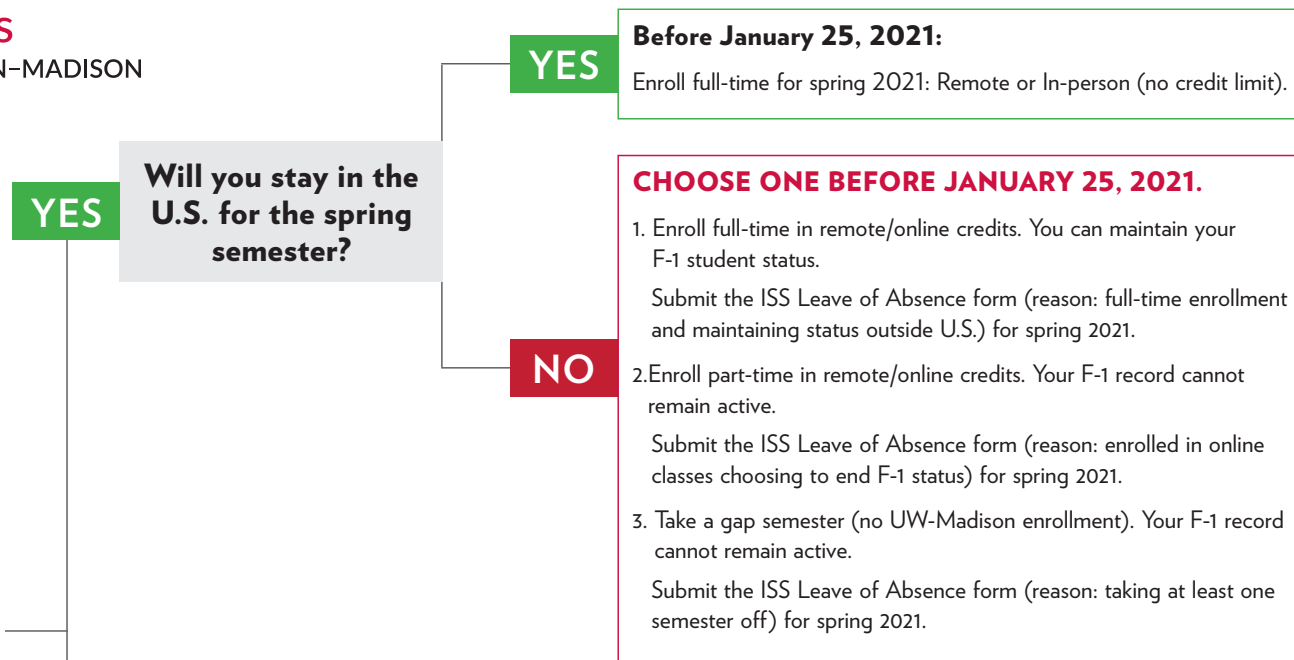 S
N–MADISON
YES
Will you stay in the
U.S. for the spring
semester?
YES
Before January 25, 2021:
Enroll full-time for spring 2021: Remote or In-person (no credit limit).
NO
CHOOSE ONE BEFORE JANUARY 25, 2021.
1. Enroll full-time in remote/online credits. You can maintain your
F-1 student status.
Submit the ISS Leave of Absence form (reason: full-time enrollment
and maintaining status outside U.S.) for spring 2021.
2.Enroll part-time in remote/online credits. Your F-1 record cannot
remain active.
Submit the ISS Leave of Absence form (reason: enrolled in online
classes choosing to end F-1 status) for spring 2021.
3. Take a gap semester (no UW-Madison enrollment). Your F-1 record
cannot remain active.
Submit the ISS Leave of Absence form (reason: taking at least one
semester off) for spring 2021.